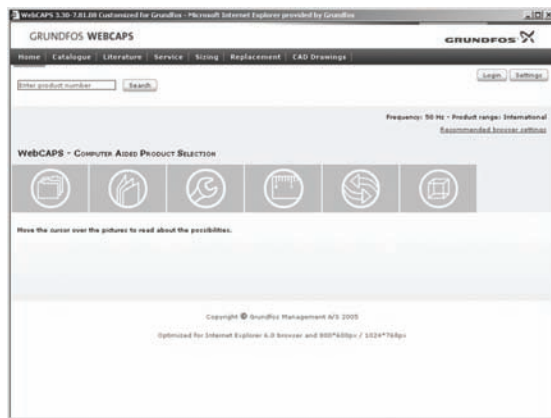 WebCAPS 3.30-7.81.08 Customized for Grundfos - Microsoft Internet Explorer provided by Grundfos
GRUNDFOS WEBCAPS
GRUNDFOS
Home Catalogue Literature Service Sizing Replacement CAD Drawings
Login Settings
Enter product number Search
Frequency: 50 Hz - Product range: International
Recommended browser settings
WebCAPS - Computer Aided Product Selection
Move the cursor over the pictures to read about the possibilities.
Copyright © Grundfos Management A/S 2005
Optimized for Internet Explorer 6.0 browser and 800*600px / 1024*768px